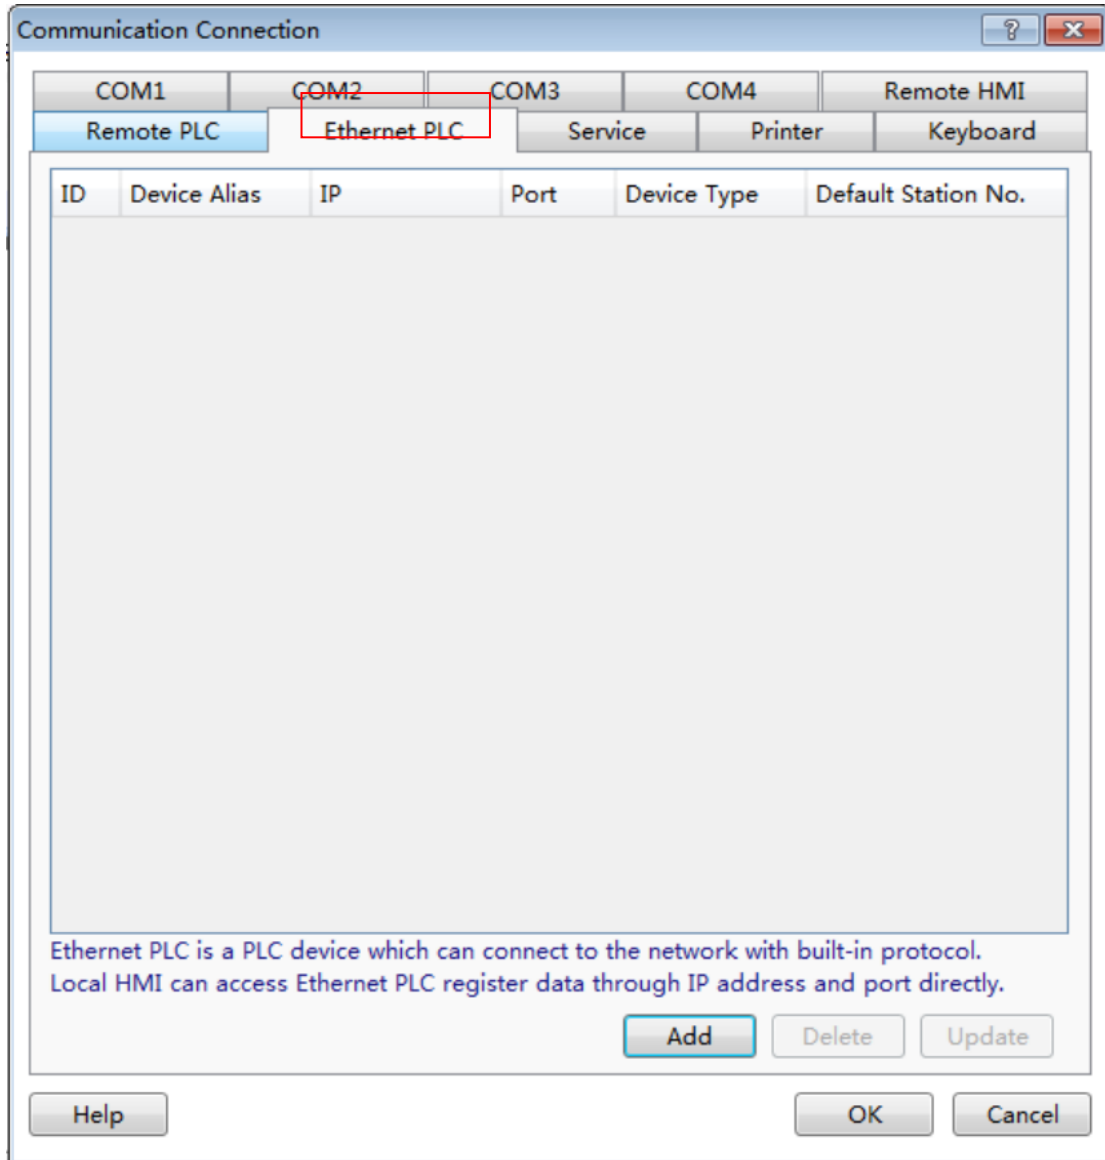 Communication Connection
COM1 COM2 COM3 COM4 Remote HMI
Remote PLC Ethernet PLC Service Printer Keyboard
ID Device Alias IP Port Device Type Default Station No.
Ethernet PLC is a PLC device which can connect to the network with built-in protocol.
Local HMI can access Ethernet PLC register data through IP address and port directly.
Add Delete Update
Help OK Cancel